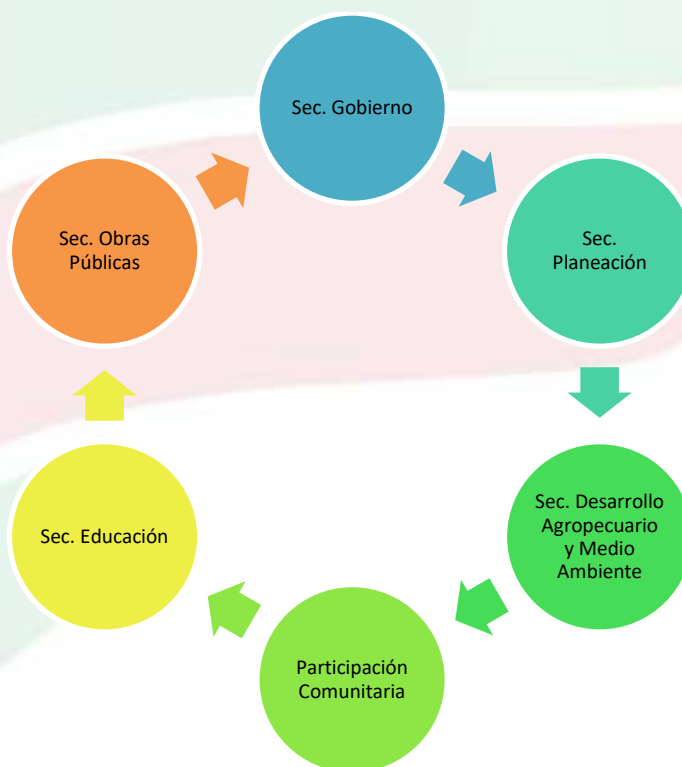 Sec. Gobierno
Sec.
Planeación
Sec. Desarrollo
Agropecuario
y Medio
Ambiente
Participación
Comunitaria
Sec. Educación
Sec. Obras
Públicas